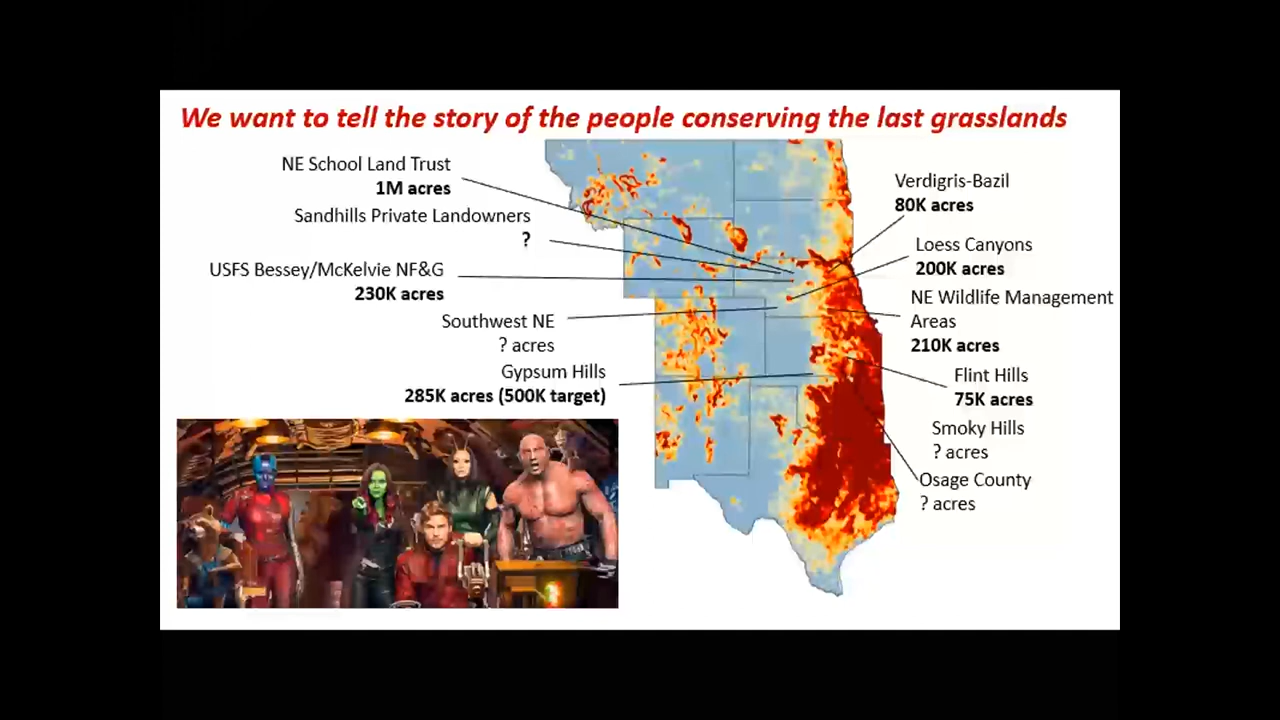 We want to tell the story of the people conserving the last grasslands
NE School Land Trust
1M acres
Sandhills Private Landowners
?
USFS Bessey/McKelvie NF&G
230K acres
Southwest NE
? acres
Gypsum Hills
285K acres (500K target)
Verdigris-Bazil
80K acres
Loess Canyons
200K acres
NE Wildlife Management
Areas
210K acres
Flint Hills
75K acres
Smoky Hills
? acres
Osage County
? acres